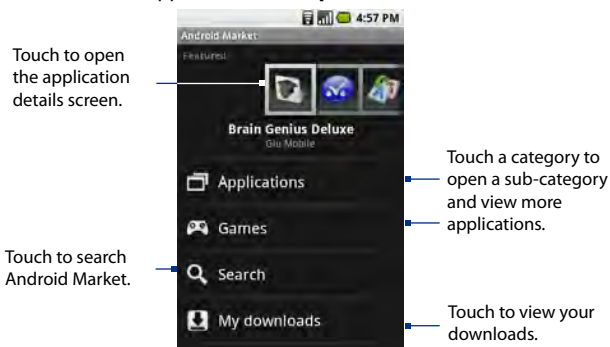 4:57 PM
Android Market
Featured
Touch to open
the application
details screen.
Brain Genius Deluxe
Glu Mobile
Applications
Touch a category to
open a sub-category
and view more
applications.
Games
Touch to search
Android Market.
Search
My downloads
Touch to view your
downloads.